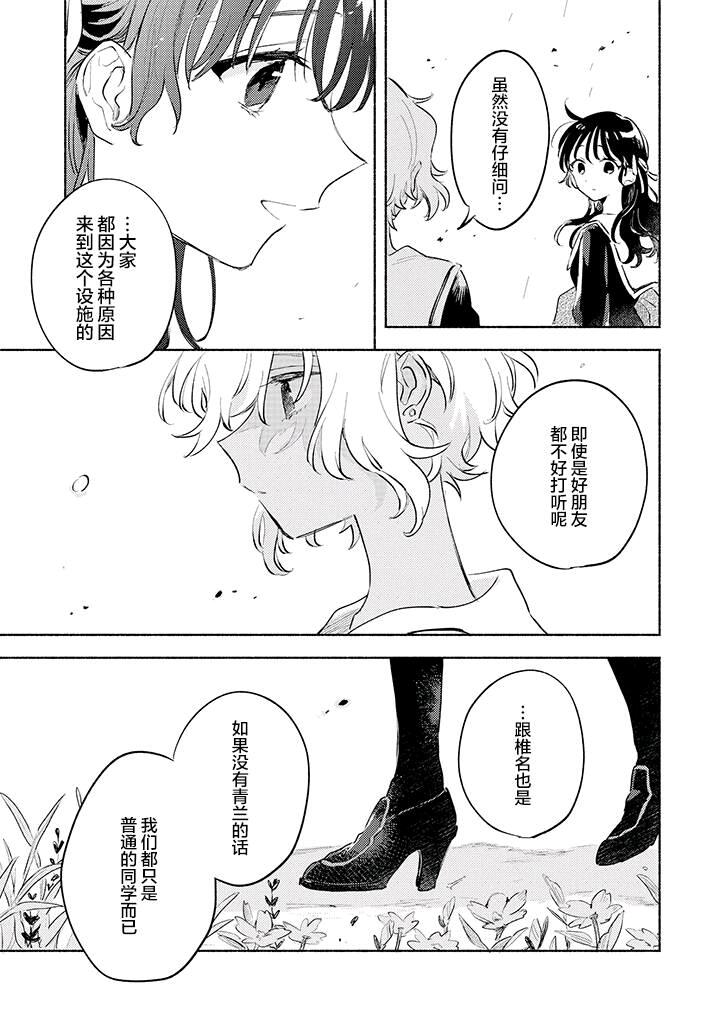 虽然没有仔细问…
…大家
都因为各种原因
来到这个设施的
即使是好朋友
都不好打听呢
…跟椎名也是
如果没有青兰的话
我们都只是
普通的同学而已